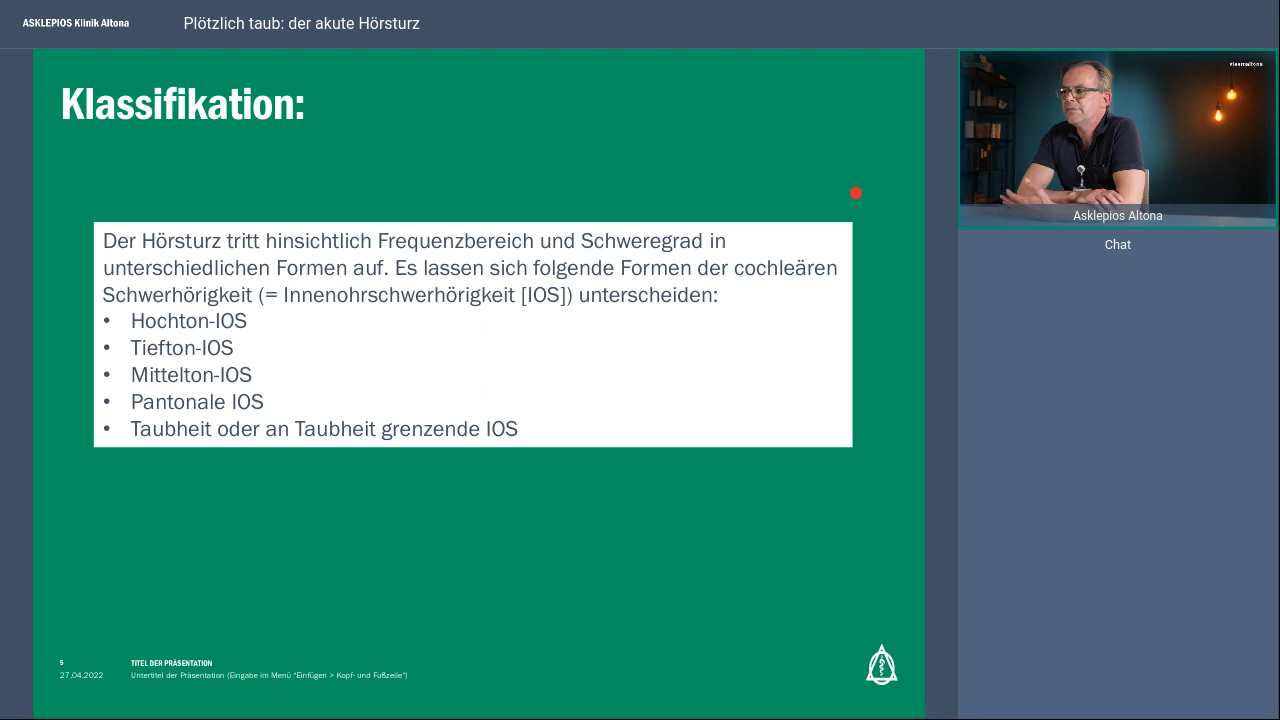 ASKLEPIOS Klinik Altona
Plötzlich taub: der akute Hörsturz
Klassifikation:
Der Hörsturz tritt hinsichtlich Frequenzbereich und Schweregrad in
unterschiedlichen Formen auf. Es lassen sich folgende Formen der cochleären
Schwerhörigkeit (= Innenohrschwerhörigkeit [IOS]) unterscheiden:
• Hochton-IOS
• Tiefton-IOS
• Mittelton-IOS
• Pantonale IOS
• Taubheit oder an Taubheit grenzende IOS
5
TITEL DER PRÄSENTATION
27.04.2022
Untertitel der Präsentation (Eingabe im Menü "Einfügen > Kopf- und Fußzeile")
#teamaltona
Asklepios Altona
Chat